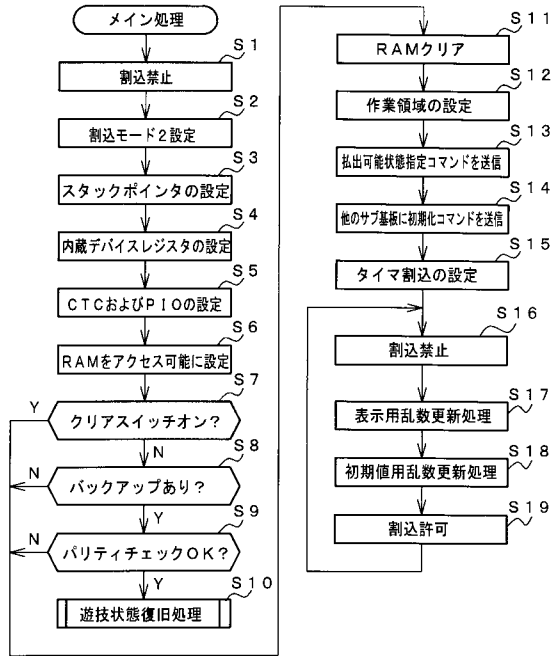 メイン処理
S1
割込禁止
S2
割込モード2設定
S3
スタックポインタの設定
S4
内蔵デバイスレジスタの設定
S5
CTCおよびPIOの設定
S6
RAMをアクセス可能に設定
S7
Y
クリアスイッチオン?
N
S8
N
バックアップあり?
Y
S9
N
パリティチェックOK?
Y
S10
遊技状態復旧処理
S11
RAMクリア
S12
作業領域の設定
S13
払出可能状態指定コマンドを送信
S14
他のサブ基板に初期化コマンドを送信
S15
タイマ割込の設定
S16
割込禁止
S17
表示用乱数更新処理
S18
初期値用乱数更新処理
S19
割込許可